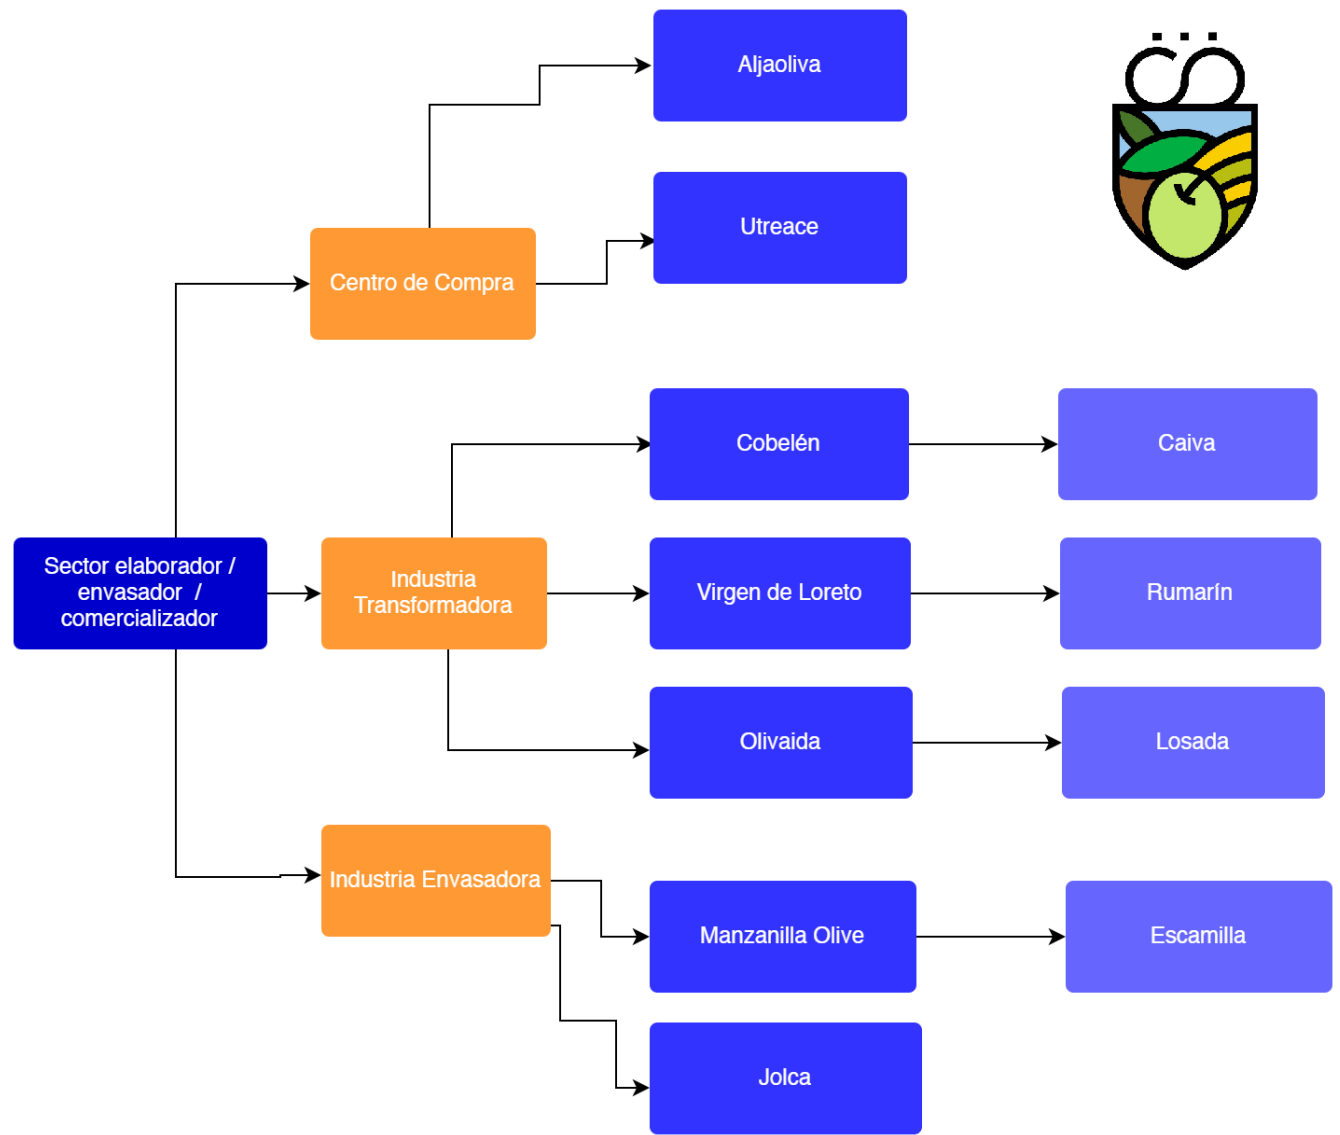 Aljaoliva
Utreace
Centro de Compra
Cobelén
Caiva
Sector elaborador /
envasador /
comercializador
Industria
Transformadora
Virgen de Loreto
Rumarín
Olivaida
Losada
Industria Envasadora
Manzanilla Olive
Escamilla
Jolca